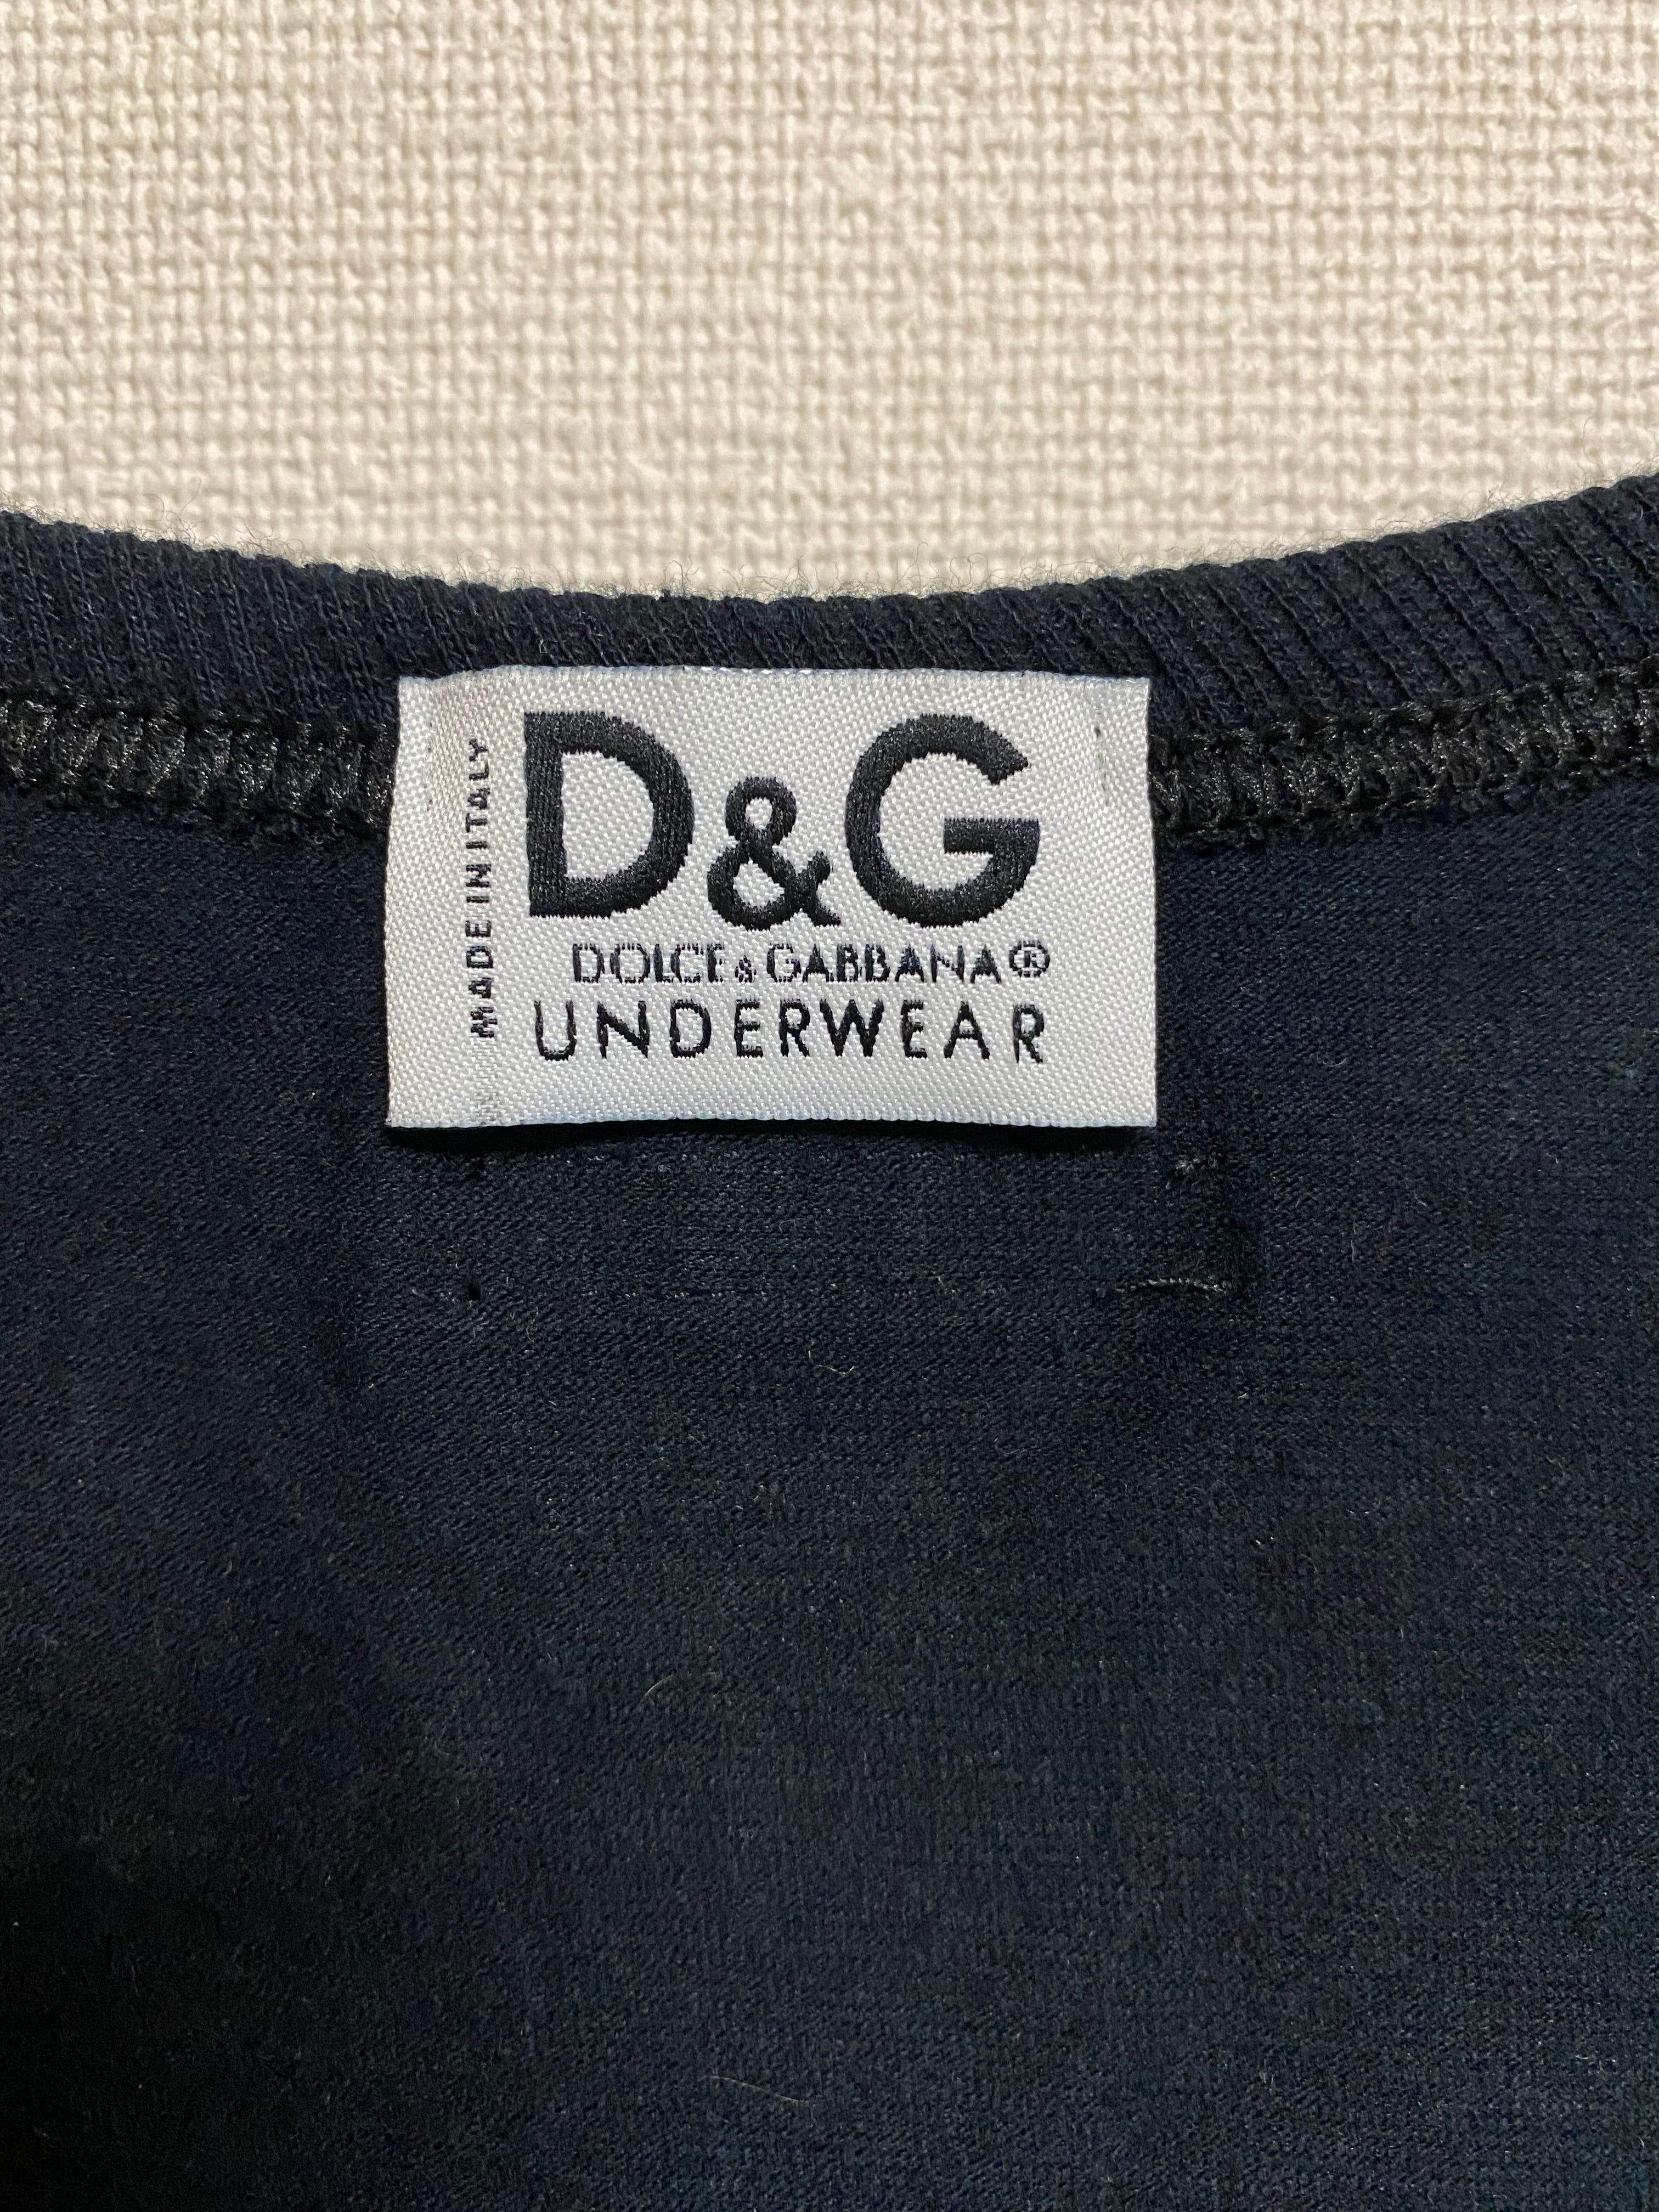 MADE IN ITALY
D&G
DOLCE & GABBANA®
UNDERWEAR